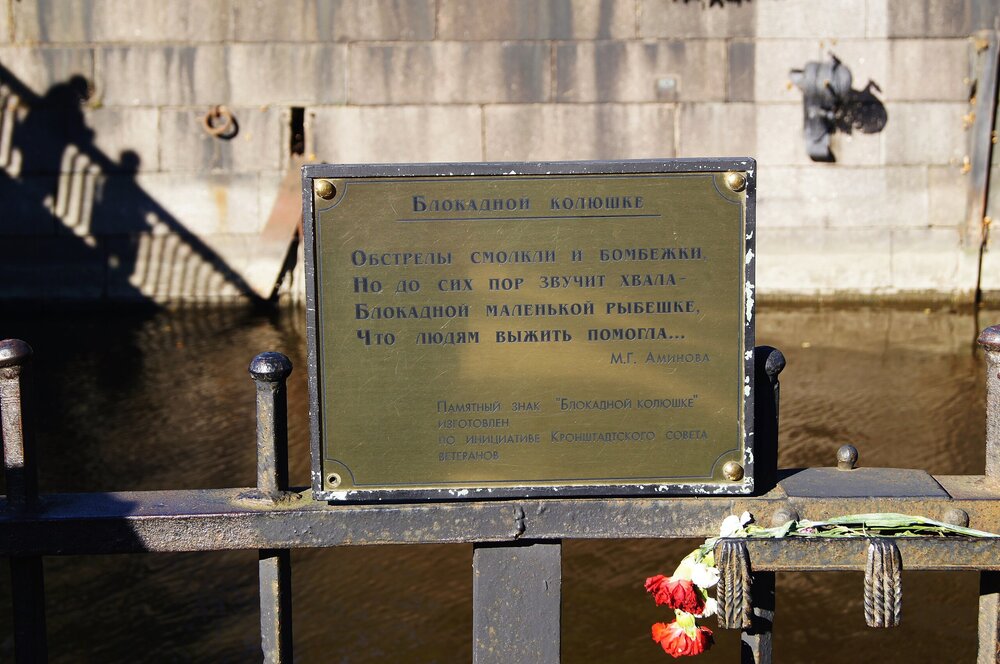 Блокадной колюшке
Обстрелы смолкли и бомбежки,
Но до сих пор звучит хвала-
Блокадной маленькой рыбешке,
Что людям выжить помогла...
М.Г. Аминова
Памятный знак "Блокадной колюшке"
изготовлен
по инициативе Кронштадтского совета
ветеранов